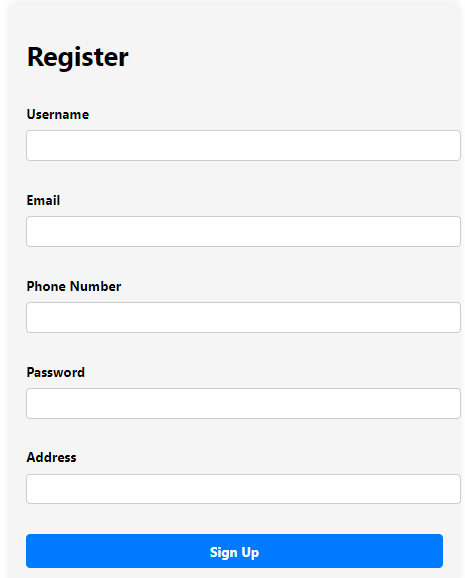 Register
Username
Email
Phone Number
Password
Address
Sign Up